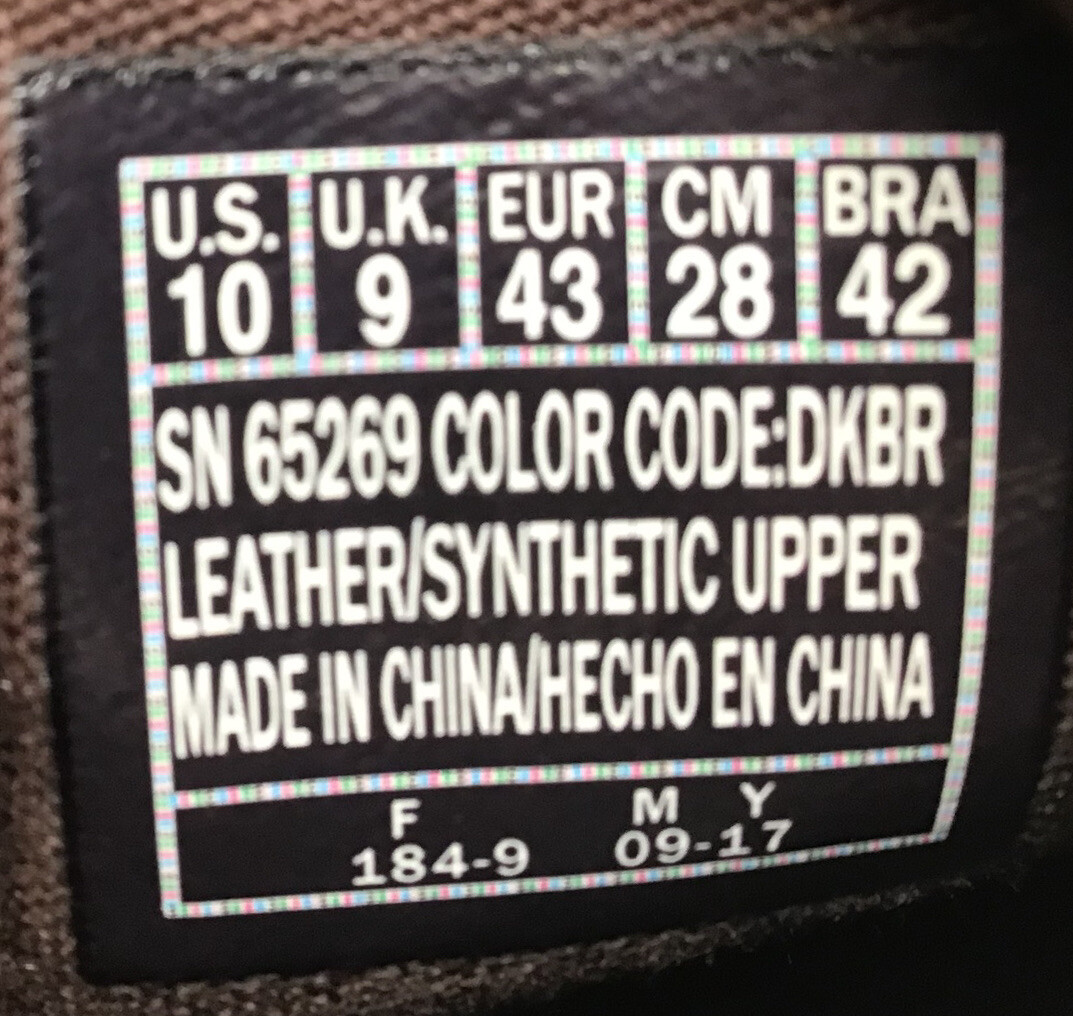 U.S. U.K. EUR CM BRA
10 9 43 28 42
SN 65269 COLOR CODE:DKBR
LEATHER/SYNTHETIC UPPER
MADE IN CHINA/HECHO EN CHINA
F M Y
184-9 09-17